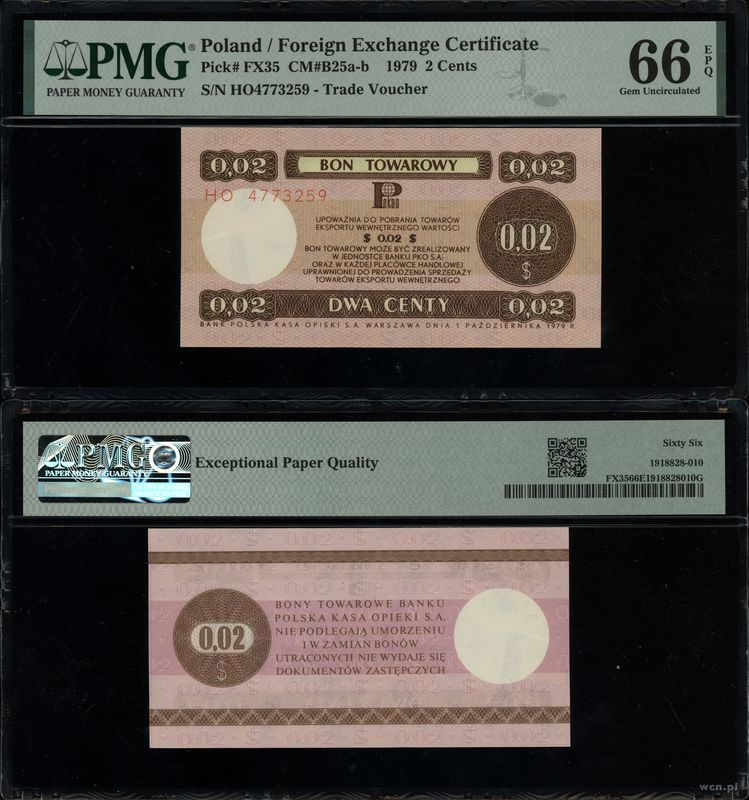 PMG®
PAPER MONEY GUARANTY
Poland / Foreign Exchange Certificate
Pick# FX35 CM#B25a-b 1979 2 Cents
S/N HO4773259 - Trade Voucher
66 EPQ
Gem Uncirculated
0,02 BON TOWAROWY 0,02
HO 4773259
Pekao
UPOWAŻNIA DO POBRANIA TOWARÓW
EKSPORTU WEWNĘTRZNEGO WARTOŚCI
$ 0.02 $
BON TOWAROWY MOŻE BYĆ ZREALIZOWANY
W JEDNOSTCE BANKU PKO S.A:
ORAZ W KAŻDEJ PLACÓWCE HANDLOWEJ
UPRAWNIONEJ DO PROWADZENIA SPRZEDAŻY
TOWARÓW EKSPORTU WEWNĘTRZNEGO
0,02
$
0,02 DWA CENTY 0,02
BANK POLSKA KASA OPIEKI S.A. WARSZAWA DNIA 1 PAŹDZIERNIKA 1979 R
PMG
PAPER MONEY GUARANTY
Exceptional Paper Quality
Sixty Six
1918828-010
FX3566E1918828010G
0,02
$
BONY TOWAROWE BANKU
POLSKA KASA OPIEKI S.A.
NIE PODLEGAJĄ UMORZENIU
I W ZAMIAN BONÓW
UTRACONYCH NIE WYDAJE SIĘ
DOKUMENTÓW ZASTĘPCZYCH
wcn.pl